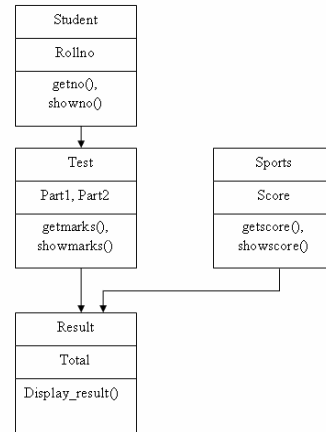 Student
Rollno
getno(),
showno()
Test
Part1, Part2
getmarks(),
showmarks()
Sports
Score
getscore(),
showscore()
Result
Total
Display_result()